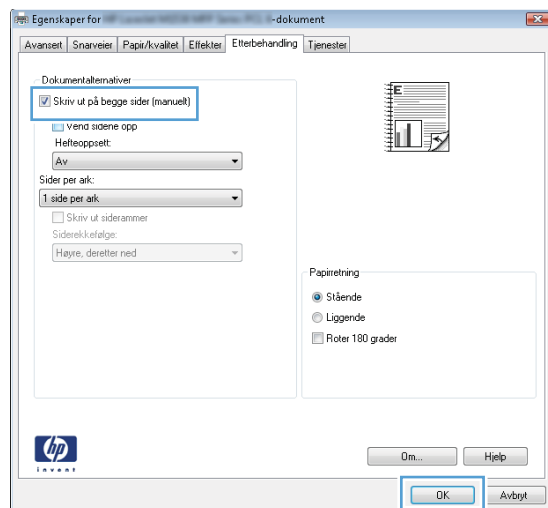 Egenskaper for -dokument
Avansert Snarveier Papir/kvalitet Effekter Etterbehandling Tjenester
Dokumentalternativer
Skriv ut på begge sider (manuelt)
Vend sidene opp
Hefteoppsett:
Av
Sider per ark:
1 side per ark
Skriv ut siderammer
Siderekkefølge:
Høyre, deretter ned
E
Papirretning
Stående
Liggende
Roter 180 grader
hp
invent
Om... Hjelp
OK Avbryt